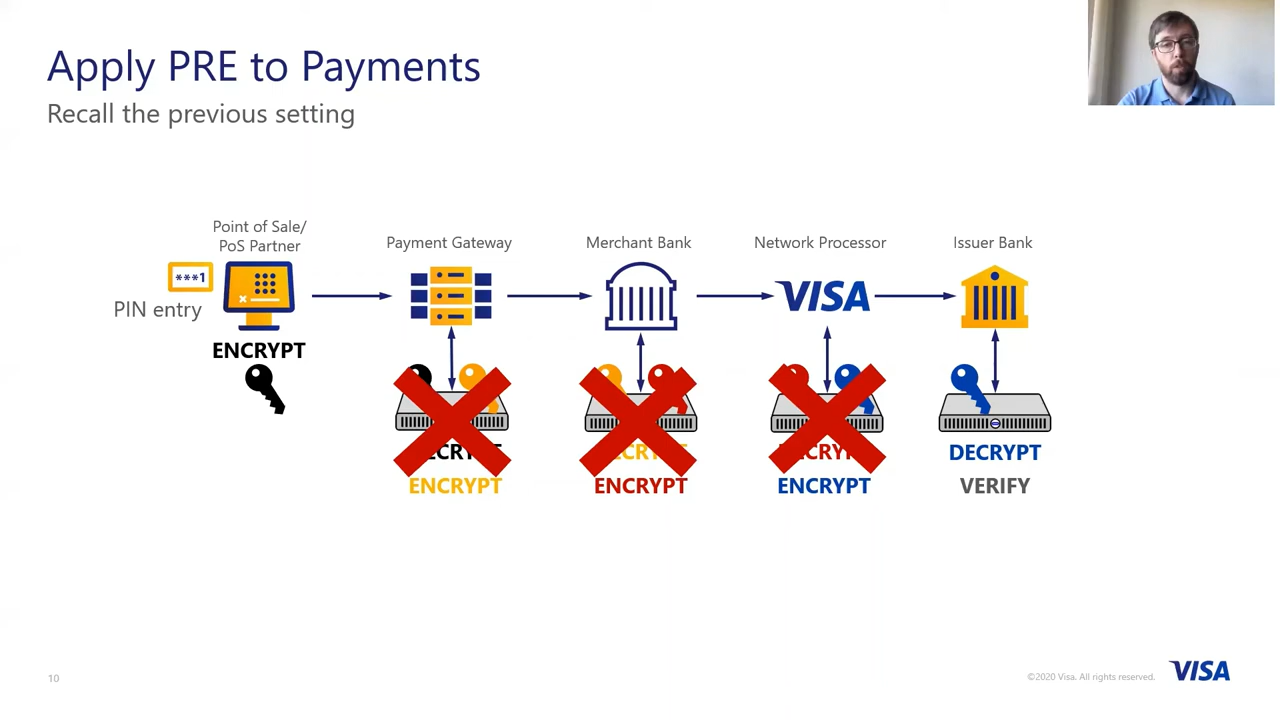 Apply PRE to Payments
Recall the previous setting
Point of Sale/
PoS Partner
Payment Gateway
Merchant Bank
Network Processor
Issuer Bank
***1
PIN entry
VISA
ENCRYPT
DECRYPT
VERIFY
ENCRYPT
ENCRYPT
ENCRYPT
10
©2020 Visa. All rights reserved.
VISA